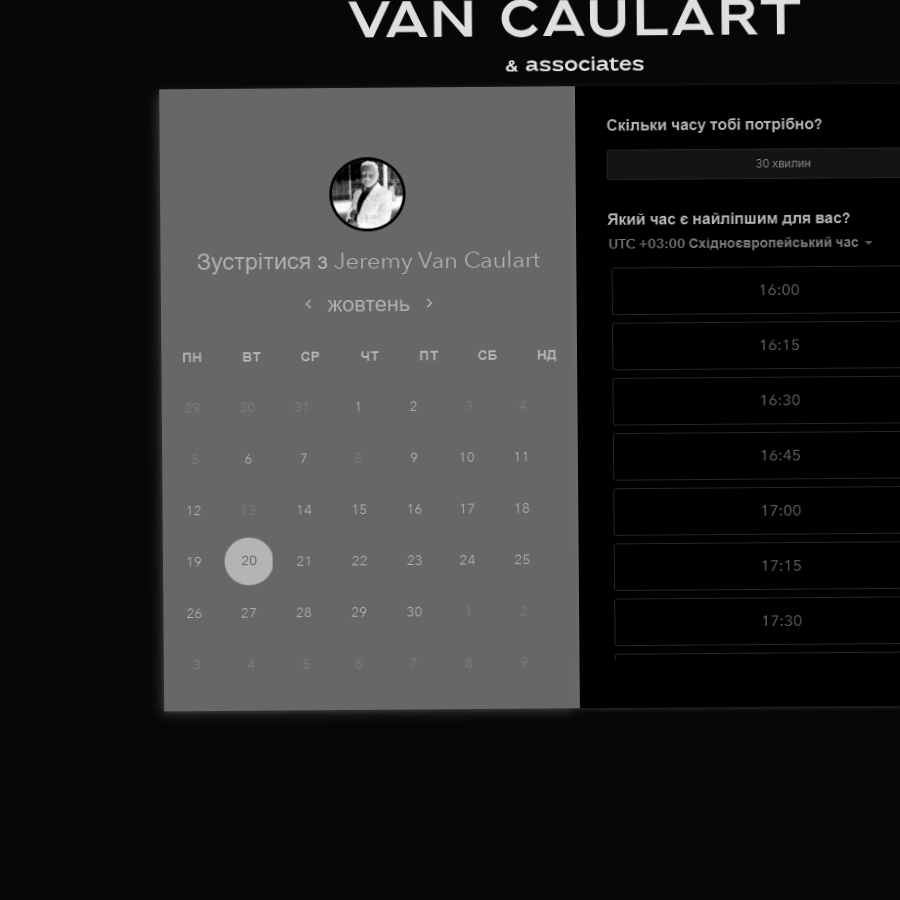 VAN CAULART
& associates
Зустрітися з Jeremy Van Caulart
жовтень
ПН ВТ СР ЧТ ПТ СБ НД
29 30 31 1 2 3 4
5 6 7 8 9 10 11
12 13 14 15 16 17 18
19 20 21 22 23 24 25
26 27 28 29 30 1 2
3 4 5 6 7 8 9
Скільки часу тобі потрібно?
30 хвилин
Який час є найліпшим для вас?
UTC +03:00 Східноєвропейський час
16:00
16:15
16:30
16:45
17:00
17:15
17:30